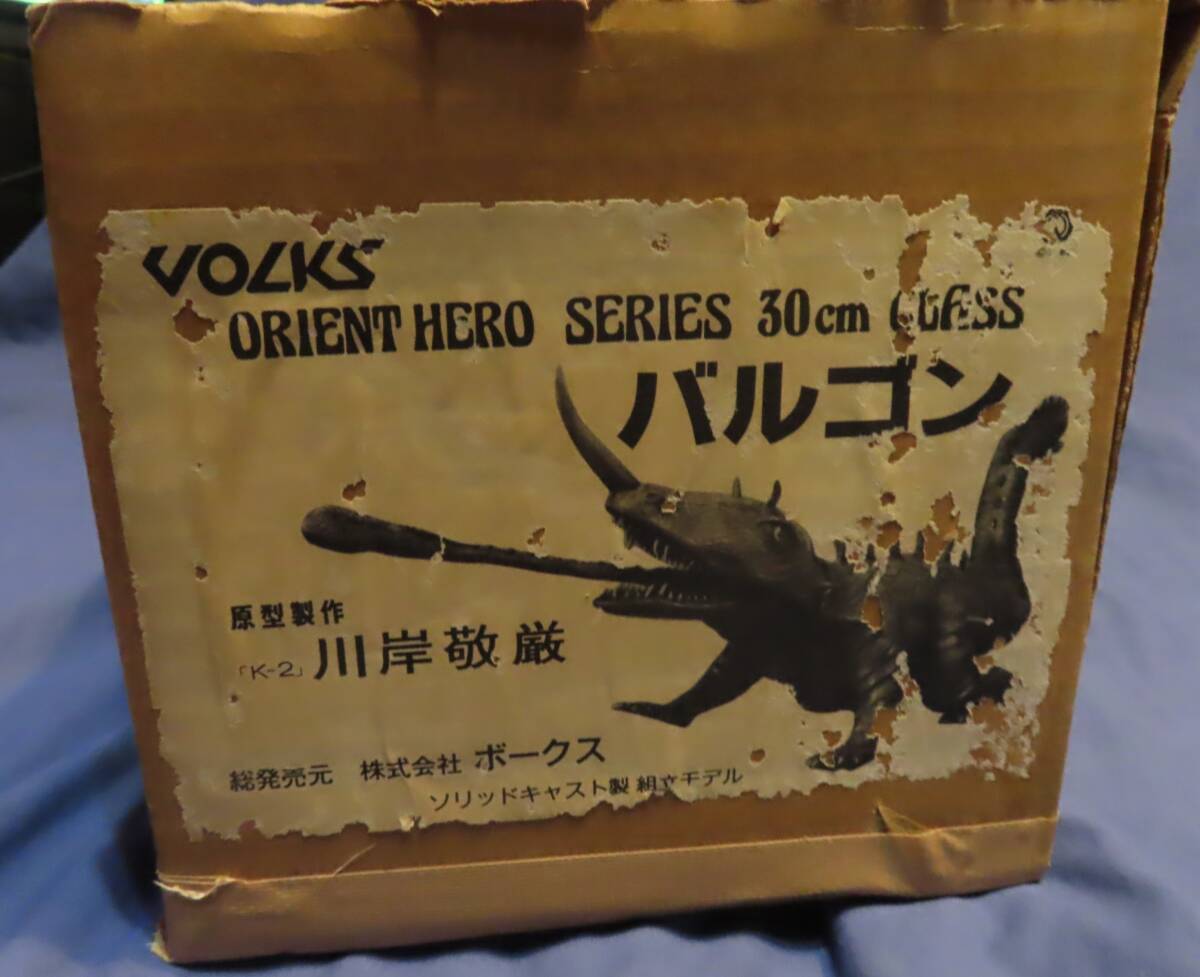 VOLKS
ORIENT HERO SERIES 30cm CLASS
バルゴン
原型製作
「K-2」川岸敬厳
総発売元 株式会社 ボークス
ソリッドキャスト製 組立モデル